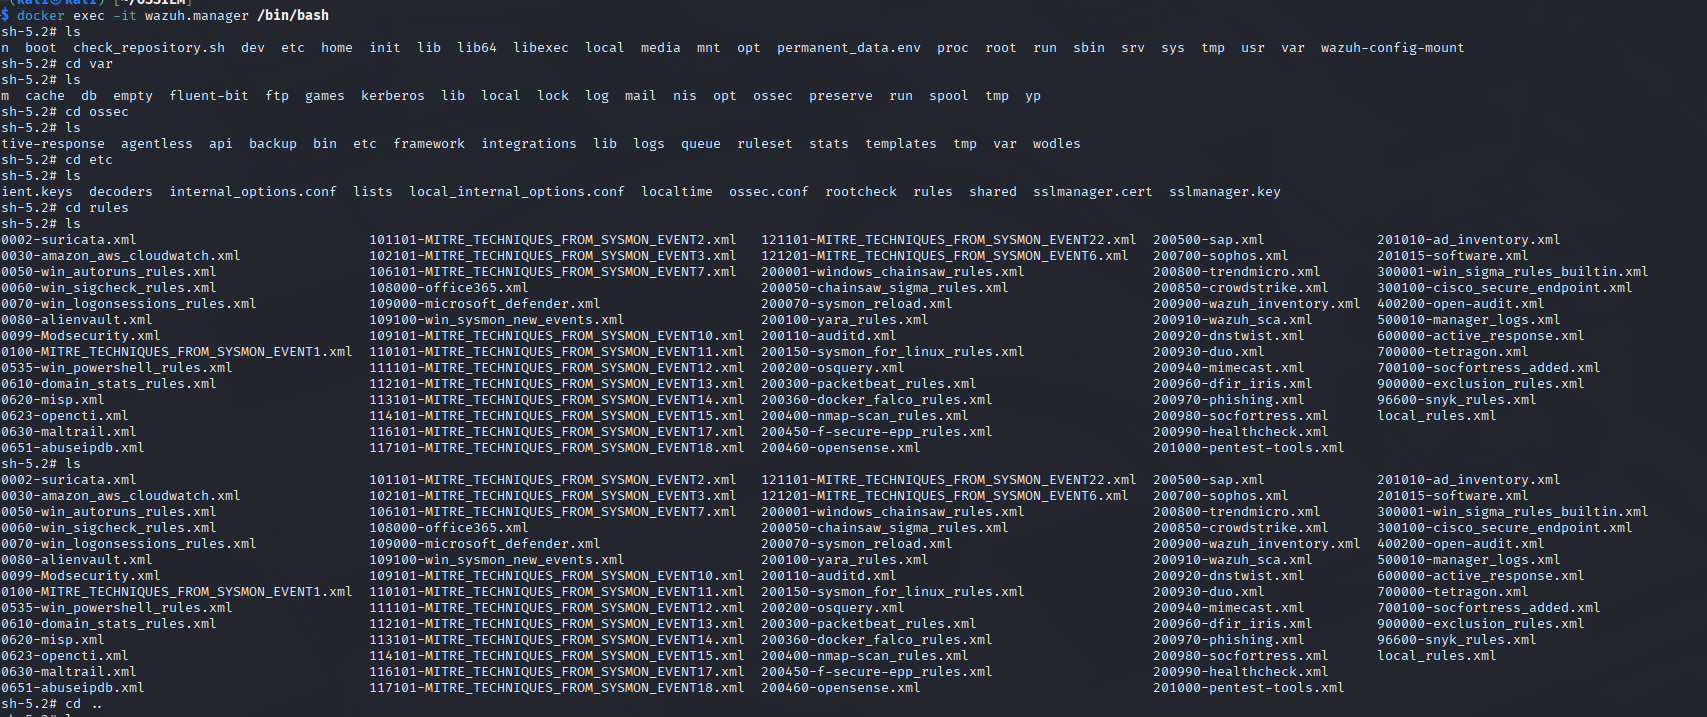 (kali㉿kali) [~/OSSIEM]
$ docker exec -it wazuh.manager /bin/bash
sh-5.2# ls
n boot check_repository.sh dev etc home init lib lib64 libexec local media mnt opt permanent_data.env proc root run sbin srv sys tmp usr var wazuh-config-mount
sh-5.2# cd var
sh-5.2# ls
m cache db empty fluent-bit ftp games kerberos lib local lock log mail nis opt ossec preserve run spool tmp yp
sh-5.2# cd ossec
sh-5.2# ls
tive-response agentless api backup bin etc framework integrations lib logs queue ruleset stats templates tmp var wodles
sh-5.2# cd etc
sh-5.2# ls
ient.keys decoders internal_options.conf lists local_internal_options.conf localtime ossec.conf rootcheck rules shared sslmanager.cert sslmanager.key
sh-5.2# cd rules
sh-5.2# ls
0002-suricata.xml 101101-MITRE_TECHNIQUES_FROM_SYSMON_EVENT2.xml 121101-MITRE_TECHNIQUES_FROM_SYSMON_EVENT22.xml 200500-sap.xml 201010-ad_inventory.xml
0030-amazon_aws_cloudwatch.xml 102101-MITRE_TECHNIQUES_FROM_SYSMON_EVENT3.xml 121201-MITRE_TECHNIQUES_FROM_SYSMON_EVENT6.xml 200700-sophos.xml 201015-software.xml
0050-win_autoruns_rules.xml 106101-MITRE_TECHNIQUES_FROM_SYSMON_EVENT7.xml 200001-windows_chainsaw_rules.xml 200800-trendmicro.xml 300001-win_sigma_rules_builtin.xml
0060-win_sigcheck_rules.xml 108000-office365.xml 200050-chainsaw_sigma_rules.xml 200850-crowdstrike.xml 300100-cisco_secure_endpoint.xml
0070-win_logonsessions_rules.xml 109000-microsoft_defender.xml 200070-sysmon_reload.xml 200900-wazuh_inventory.xml 400200-open-audit.xml
0080-alienvault.xml 109100-win_sysmon_new_events.xml 200100-yara_rules.xml 200910-wazuh_sca.xml 500010-manager_logs.xml
0099-Modsecurity.xml 109101-MITRE_TECHNIQUES_FROM_SYSMON_EVENT10.xml 200110-auditd.xml 200920-dnstwist.xml 600000-active_response.xml
0100-MITRE_TECHNIQUES_FROM_SYSMON_EVENT1.xml 110101-MITRE_TECHNIQUES_FROM_SYSMON_EVENT11.xml 200150-sysmon_for_linux_rules.xml 200930-duo.xml 700000-tetragon.xml
0535-win_powershell_rules.xml 111101-MITRE_TECHNIQUES_FROM_SYSMON_EVENT12.xml 200200-osquery.xml 200940-mimecast.xml 700100-socfortress_added.xml
0610-domain_stats_rules.xml 112101-MITRE_TECHNIQUES_FROM_SYSMON_EVENT13.xml 200300-packetbeat_rules.xml 200960-dfir_iris.xml 900000-exclusion_rules.xml
0620-misp.xml 113101-MITRE_TECHNIQUES_FROM_SYSMON_EVENT14.xml 200360-docker_falco_rules.xml 200970-phishing.xml 96600-snyk_rules.xml
0623-opencti.xml 114101-MITRE_TECHNIQUES_FROM_SYSMON_EVENT15.xml 200400-nmap-scan_rules.xml 200980-socfortress.xml local_rules.xml
0630-maltrail.xml 116101-MITRE_TECHNIQUES_FROM_SYSMON_EVENT17.xml 200450-f-secure-epp_rules.xml 200990-healthcheck.xml
0651-abuseipdb.xml 117101-MITRE_TECHNIQUES_FROM_SYSMON_EVENT18.xml 200460-opensense.xml 201000-pentest-tools.xml
sh-5.2# ls
0002-suricata.xml 101101-MITRE_TECHNIQUES_FROM_SYSMON_EVENT2.xml 121101-MITRE_TECHNIQUES_FROM_SYSMON_EVENT22.xml 200500-sap.xml 201010-ad_inventory.xml
0030-amazon_aws_cloudwatch.xml 102101-MITRE_TECHNIQUES_FROM_SYSMON_EVENT3.xml 121201-MITRE_TECHNIQUES_FROM_SYSMON_EVENT6.xml 200700-sophos.xml 201015-software.xml
0050-win_autoruns_rules.xml 106101-MITRE_TECHNIQUES_FROM_SYSMON_EVENT7.xml 200001-windows_chainsaw_rules.xml 200800-trendmicro.xml 300001-win_sigma_rules_builtin.xml
0060-win_sigcheck_rules.xml 108000-office365.xml 200050-chainsaw_sigma_rules.xml 200850-crowdstrike.xml 300100-cisco_secure_endpoint.xml
0070-win_logonsessions_rules.xml 109000-microsoft_defender.xml 200070-sysmon_reload.xml 200900-wazuh_inventory.xml 400200-open-audit.xml
0080-alienvault.xml 109100-win_sysmon_new_events.xml 200100-yara_rules.xml 200910-wazuh_sca.xml 500010-manager_logs.xml
0099-Modsecurity.xml 109101-MITRE_TECHNIQUES_FROM_SYSMON_EVENT10.xml 200110-auditd.xml 200920-dnstwist.xml 600000-active_response.xml
0100-MITRE_TECHNIQUES_FROM_SYSMON_EVENT1.xml 110101-MITRE_TECHNIQUES_FROM_SYSMON_EVENT11.xml 200150-sysmon_for_linux_rules.xml 200930-duo.xml 700000-tetragon.xml
0535-win_powershell_rules.xml 111101-MITRE_TECHNIQUES_FROM_SYSMON_EVENT12.xml 200200-osquery.xml 200940-mimecast.xml 700100-socfortress_added.xml
0610-domain_stats_rules.xml 112101-MITRE_TECHNIQUES_FROM_SYSMON_EVENT13.xml 200300-packetbeat_rules.xml 200960-dfir_iris.xml 900000-exclusion_rules.xml
0620-misp.xml 113101-MITRE_TECHNIQUES_FROM_SYSMON_EVENT14.xml 200360-docker_falco_rules.xml 200970-phishing.xml 96600-snyk_rules.xml
0623-opencti.xml 114101-MITRE_TECHNIQUES_FROM_SYSMON_EVENT15.xml 200400-nmap-scan_rules.xml 200980-socfortress.xml local_rules.xml
0630-maltrail.xml 116101-MITRE_TECHNIQUES_FROM_SYSMON_EVENT17.xml 200450-f-secure-epp_rules.xml 200990-healthcheck.xml
0651-abuseipdb.xml 117101-MITRE_TECHNIQUES_FROM_SYSMON_EVENT18.xml 200460-opensense.xml 201000-pentest-tools.xml
sh-5.2# cd ..